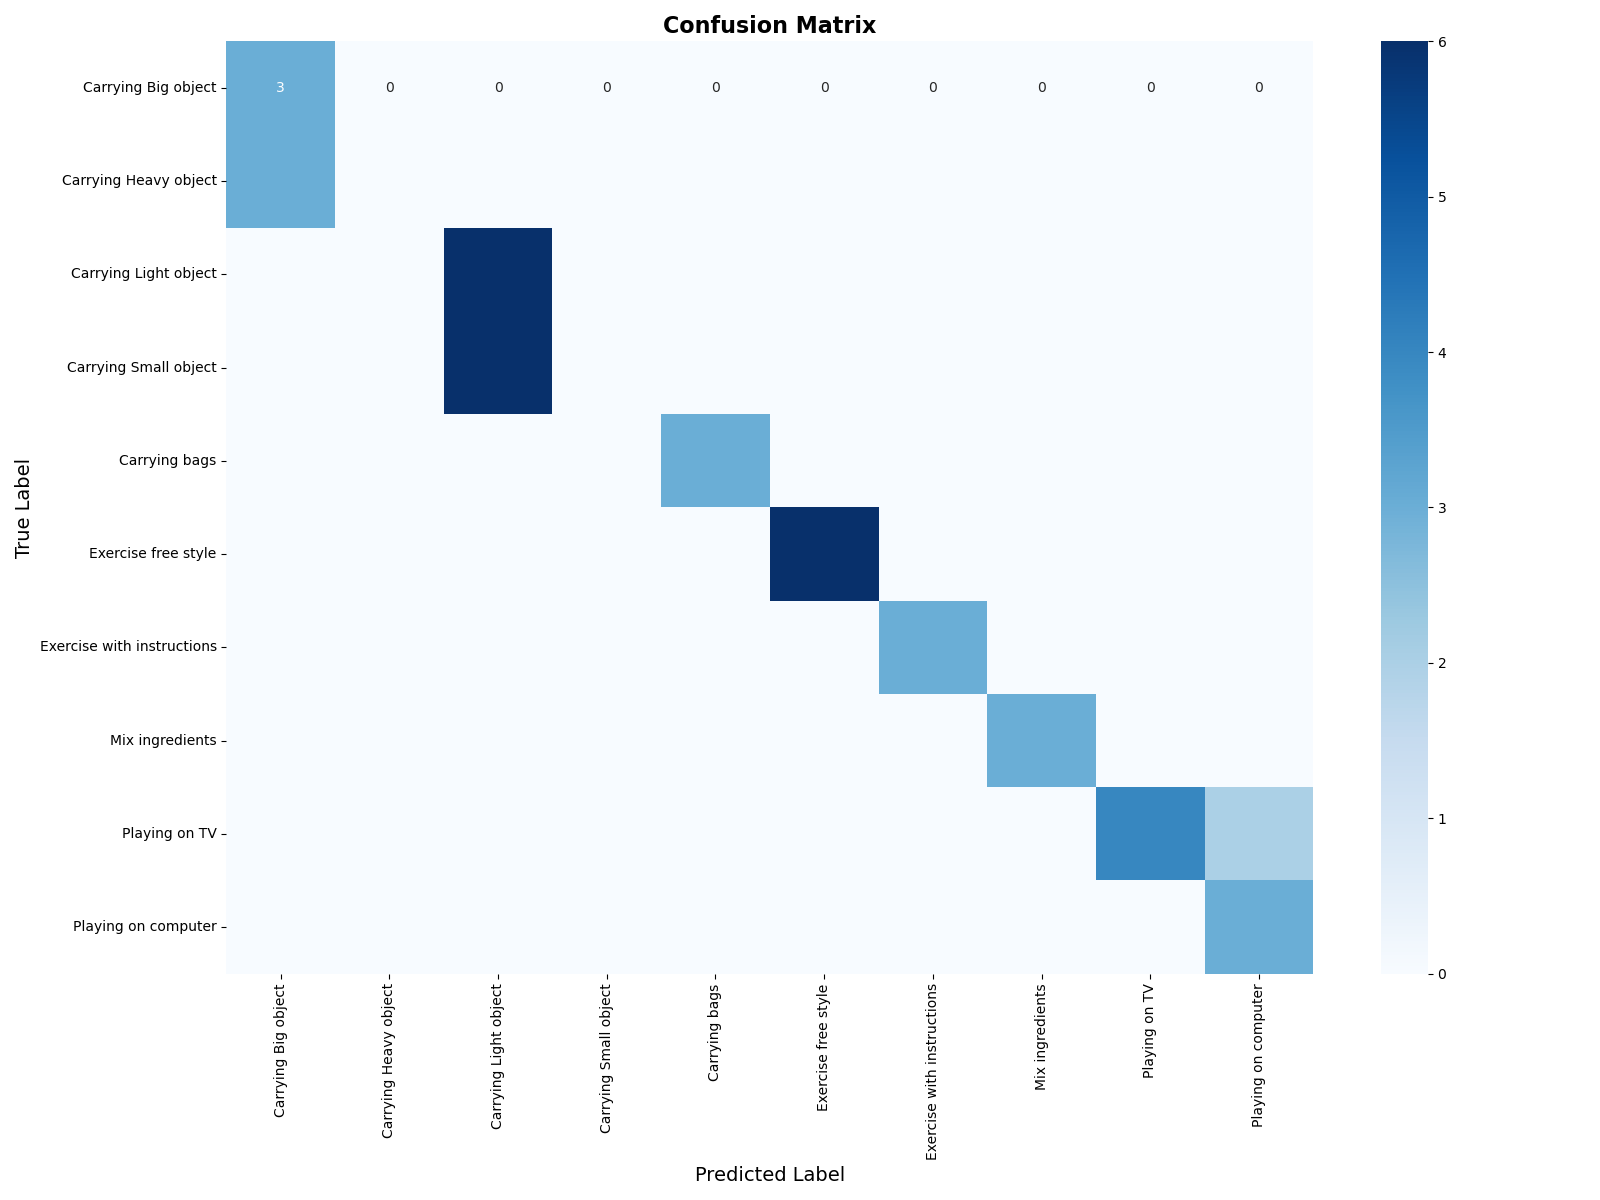 Confusion Matrix
Carrying Big object
3 0 0 0 0 0 0 0 0 0
Carrying Heavy object
Carrying Light object
Carrying Small object
Carrying bags
Exercise free style
Exercise with instructions
Mix ingredients
Playing on TV
Playing on computer
True Label
Carrying Big object
Carrying Heavy object
Carrying Light object
Carrying Small object
Carrying bags
Exercise free style
Exercise with instructions
Mix ingredients
Playing on TV
Playing on computer
Predicted Label
6
5
4
3
2
1
0